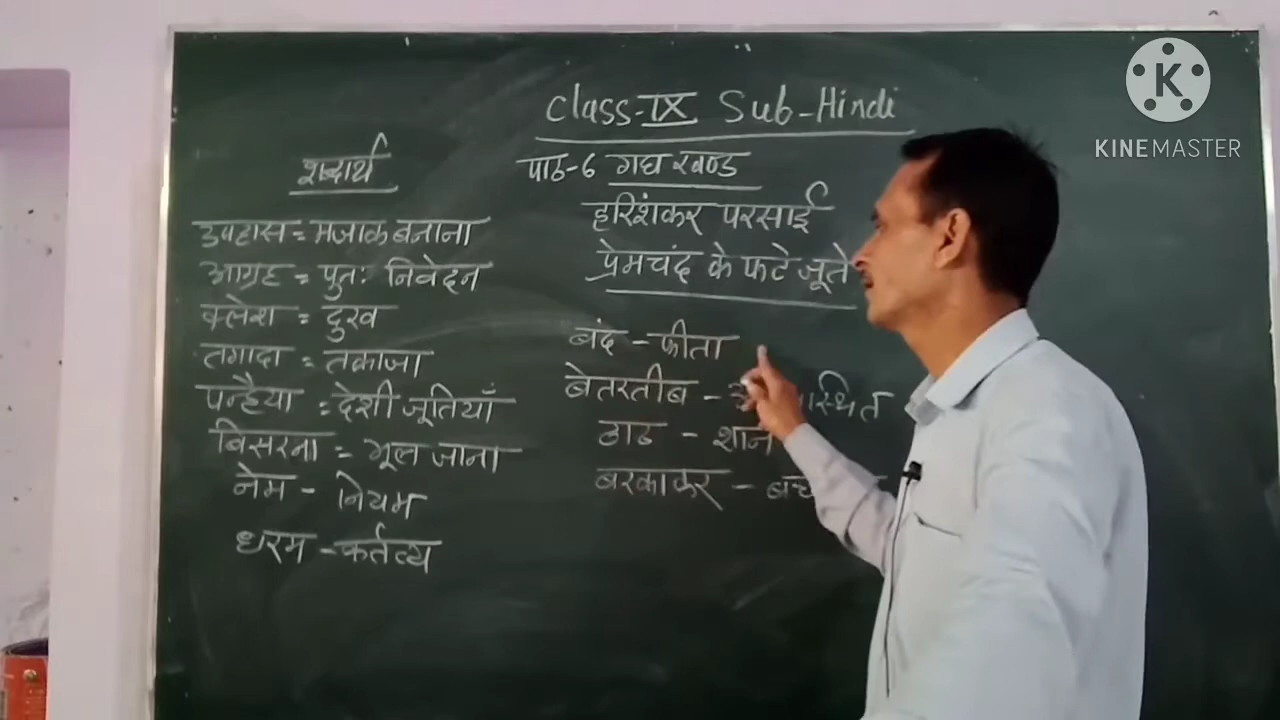 Class-IX Sub-Hindi
पाठ-6 गद्य खण्ड
हरिशंकर परसाई
प्रेमचंद के फटे जूते
शब्दार्थ
उपहास = मजाक बनाना
आग्रह = पुतः निवेदन
क्लेश = दुख
तगादा = तकाजा
पन्हैया = देशी जूतियाँ
बिसरना = भूल जाना
नेम - नियम
धरम - कर्तव्य
बंद - फीता
बेतरतीब -
ठाठ - शान
बरकाकर -
KINEMASTER